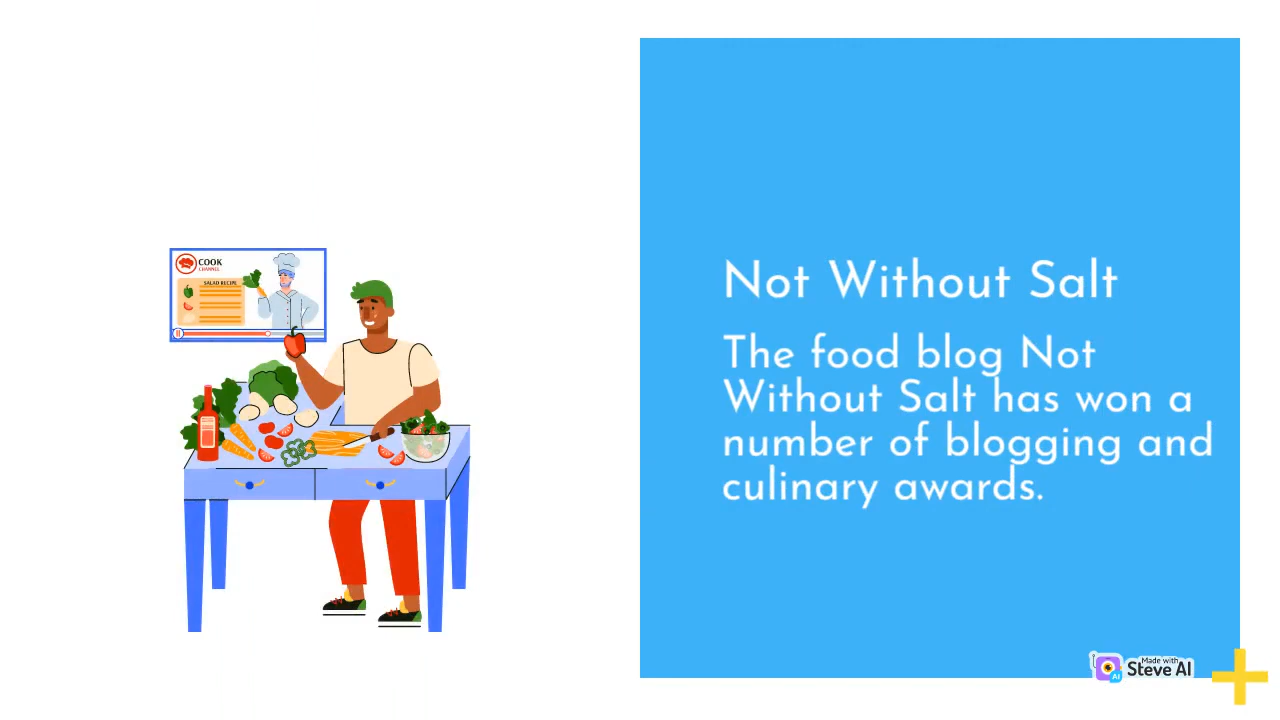 COOK
CHANNEL
SALAD RECIPE
Not Without Salt
The food blog Not
Without Salt has won a
number of blogging and
culinary awards.
Made with
Steve AI
AI